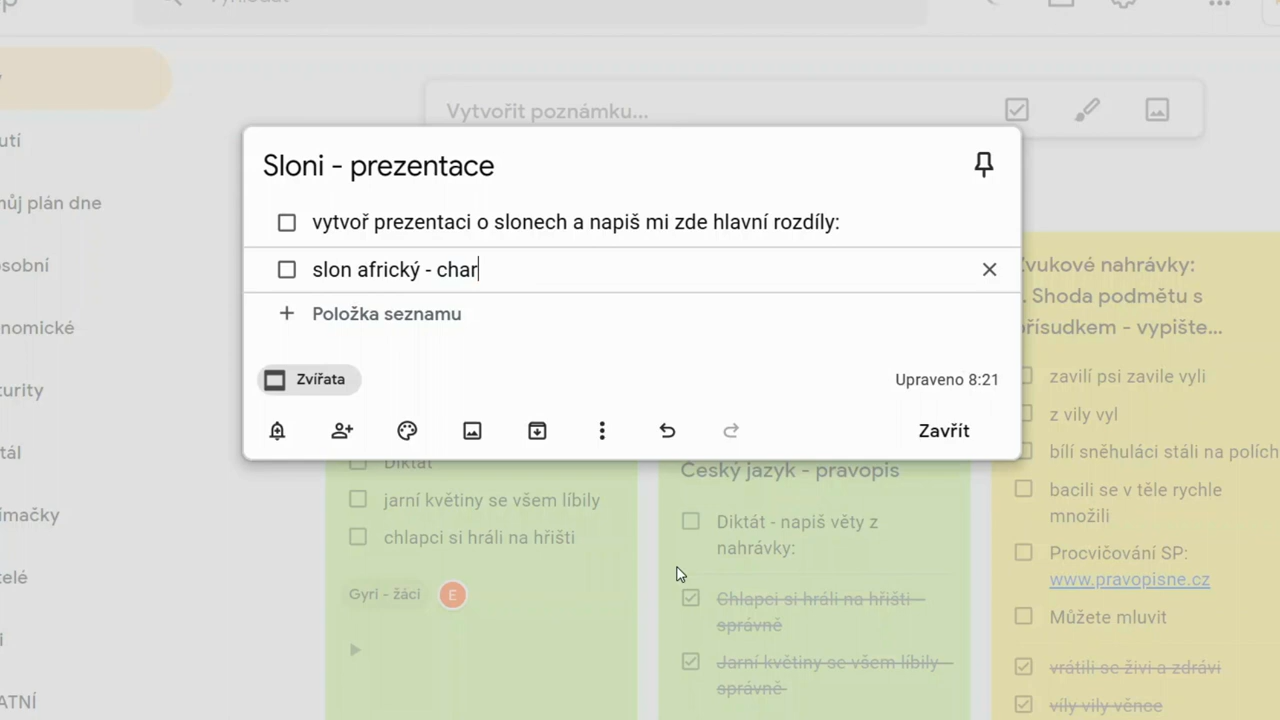 Vytvořit poznámku...
Sloni - prezentace
vytvoř prezentaci o slonech a napiš mi zde hlavní rozdíly:
slon africký - char
Položka seznamu
Zvířata
Upraveno 8:21
Zavřít
utí
můj plán dne
osobní
nomické
turity
tál
ímačky
telé
i
ATNÍ
Diktát
jarní květiny se všem líbily
chlapci si hráli na hřišti
Gyri - žáci
E
Český jazyk - pravopis
Diktát - napiš věty z
nahrávky:
Chlapci si hráli na hřišti -
správně
Jarní květiny se všem líbily -
správně-
Zvukové nahrávky:
. Shoda podmětu s
přísudkem - vypište...
zavilí psi zavile vyli
z vily vyl
bílí sněhuláci stáli na polích
bacili se v těle rychle
množili
Procvičování SP:
www.pravopisne.cz
Můžete mluvit
vrátili se živi a zdrávi
víly vily věnce